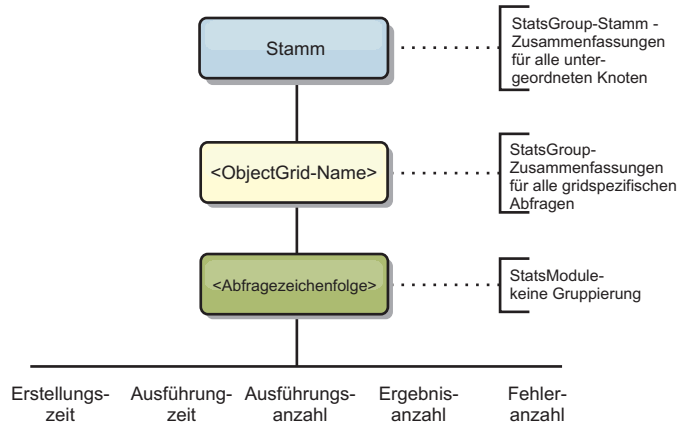 Stamm
StatsGroup-Stamm -
Zusammenfassungen
für alle unter-
geordneten Knoten
<ObjectGrid-Name>
StatsGroup-
Zusammenfassungen
für alle gridspezifischen
Abfragen
<Abfragezeichenfolge>
StatsModule-
keine Gruppierung
Erstellungs-
zeit
Ausführung-
zeit
Ausführungs-
anzahl
Ergebnis-
anzahl
Fehler-
anzahl